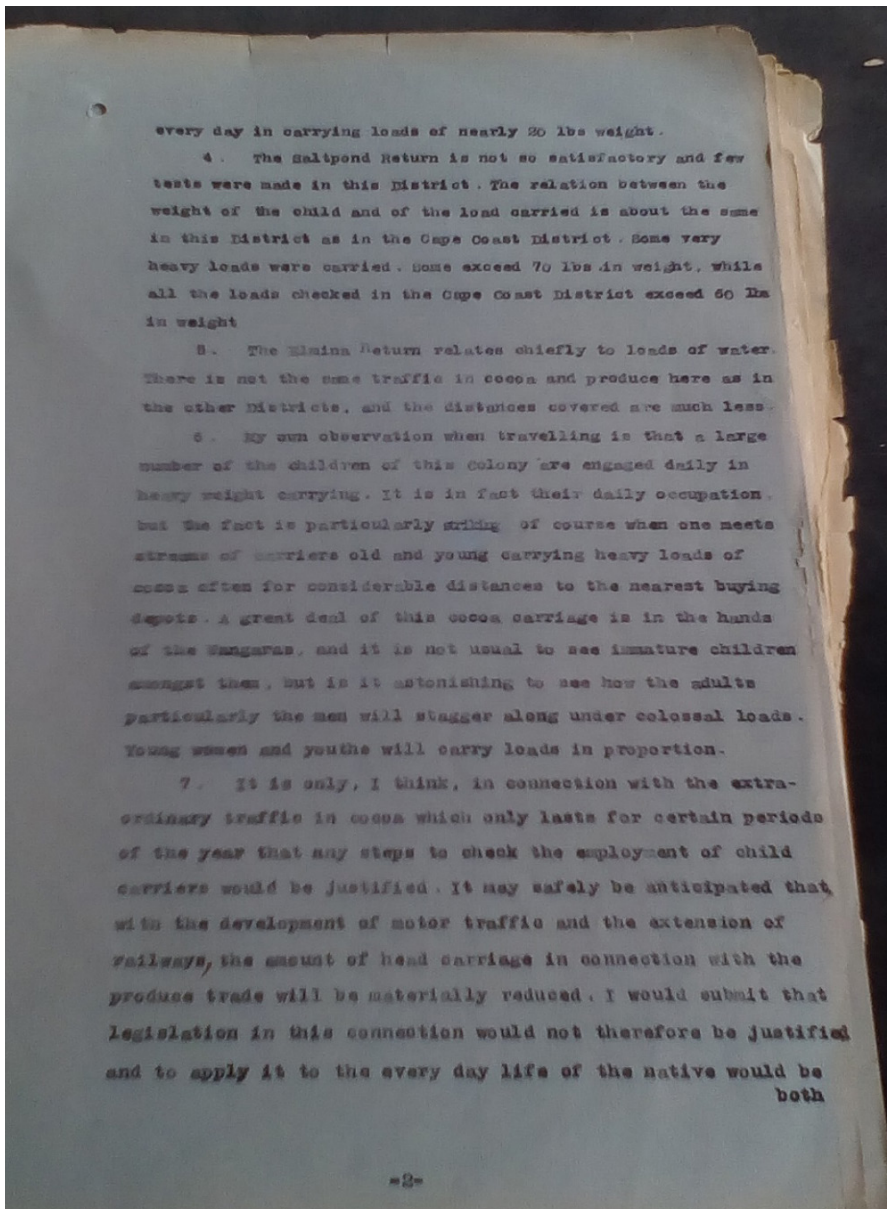 every day in carrying loads of nearly 20 lbs weight.
4. The Saltpond Return is not so satisfactory and few
tests were made in this District. The relation between the
weight of the child and of the load carried is about the same
in this District as in the Cape Coast District. Some very
heavy loads were carried. Some exceed 70 lbs in weight, while
all the loads checked in the Cape Coast District exceed 60 lbs
in weight
5. The Elmina Return relates chiefly to loads of water.
There is not the same traffic in cocoa and produce here as in
the other Districts, and the distances covered are much less.
6. My own observation when travelling is that a large
number of the children of this Colony are engaged daily in
heavy weight carrying. It is in fact their daily occupation,
but the fact is particularly striking of course when one meets
streams of carriers old and young carrying heavy loads of
cocoa often for considerable distances to the nearest buying
depots. A great deal of this cocoa carriage is in the hands
of the Wangaras, and it is not usual to see immature children
amongst them, but is it astonishing to see how the adults
particularly the men will stagger along under colossal loads.
Young women and youths will carry loads in proportion.
7. It is only, I think, in connection with the extra-
ordinary traffic in cocoa which only lasts for certain periods
of the year that any steps to check the employment of child
carriers would be justified. It may safely be anticipated that,
with the development of motor traffic and the extension of
railways, the amount of head carriage in connection with the
produce trade will be materially reduced. I would submit that
legislation in this connection would not therefore be justified
and to apply it to the every day life of the native would be
both
-2-